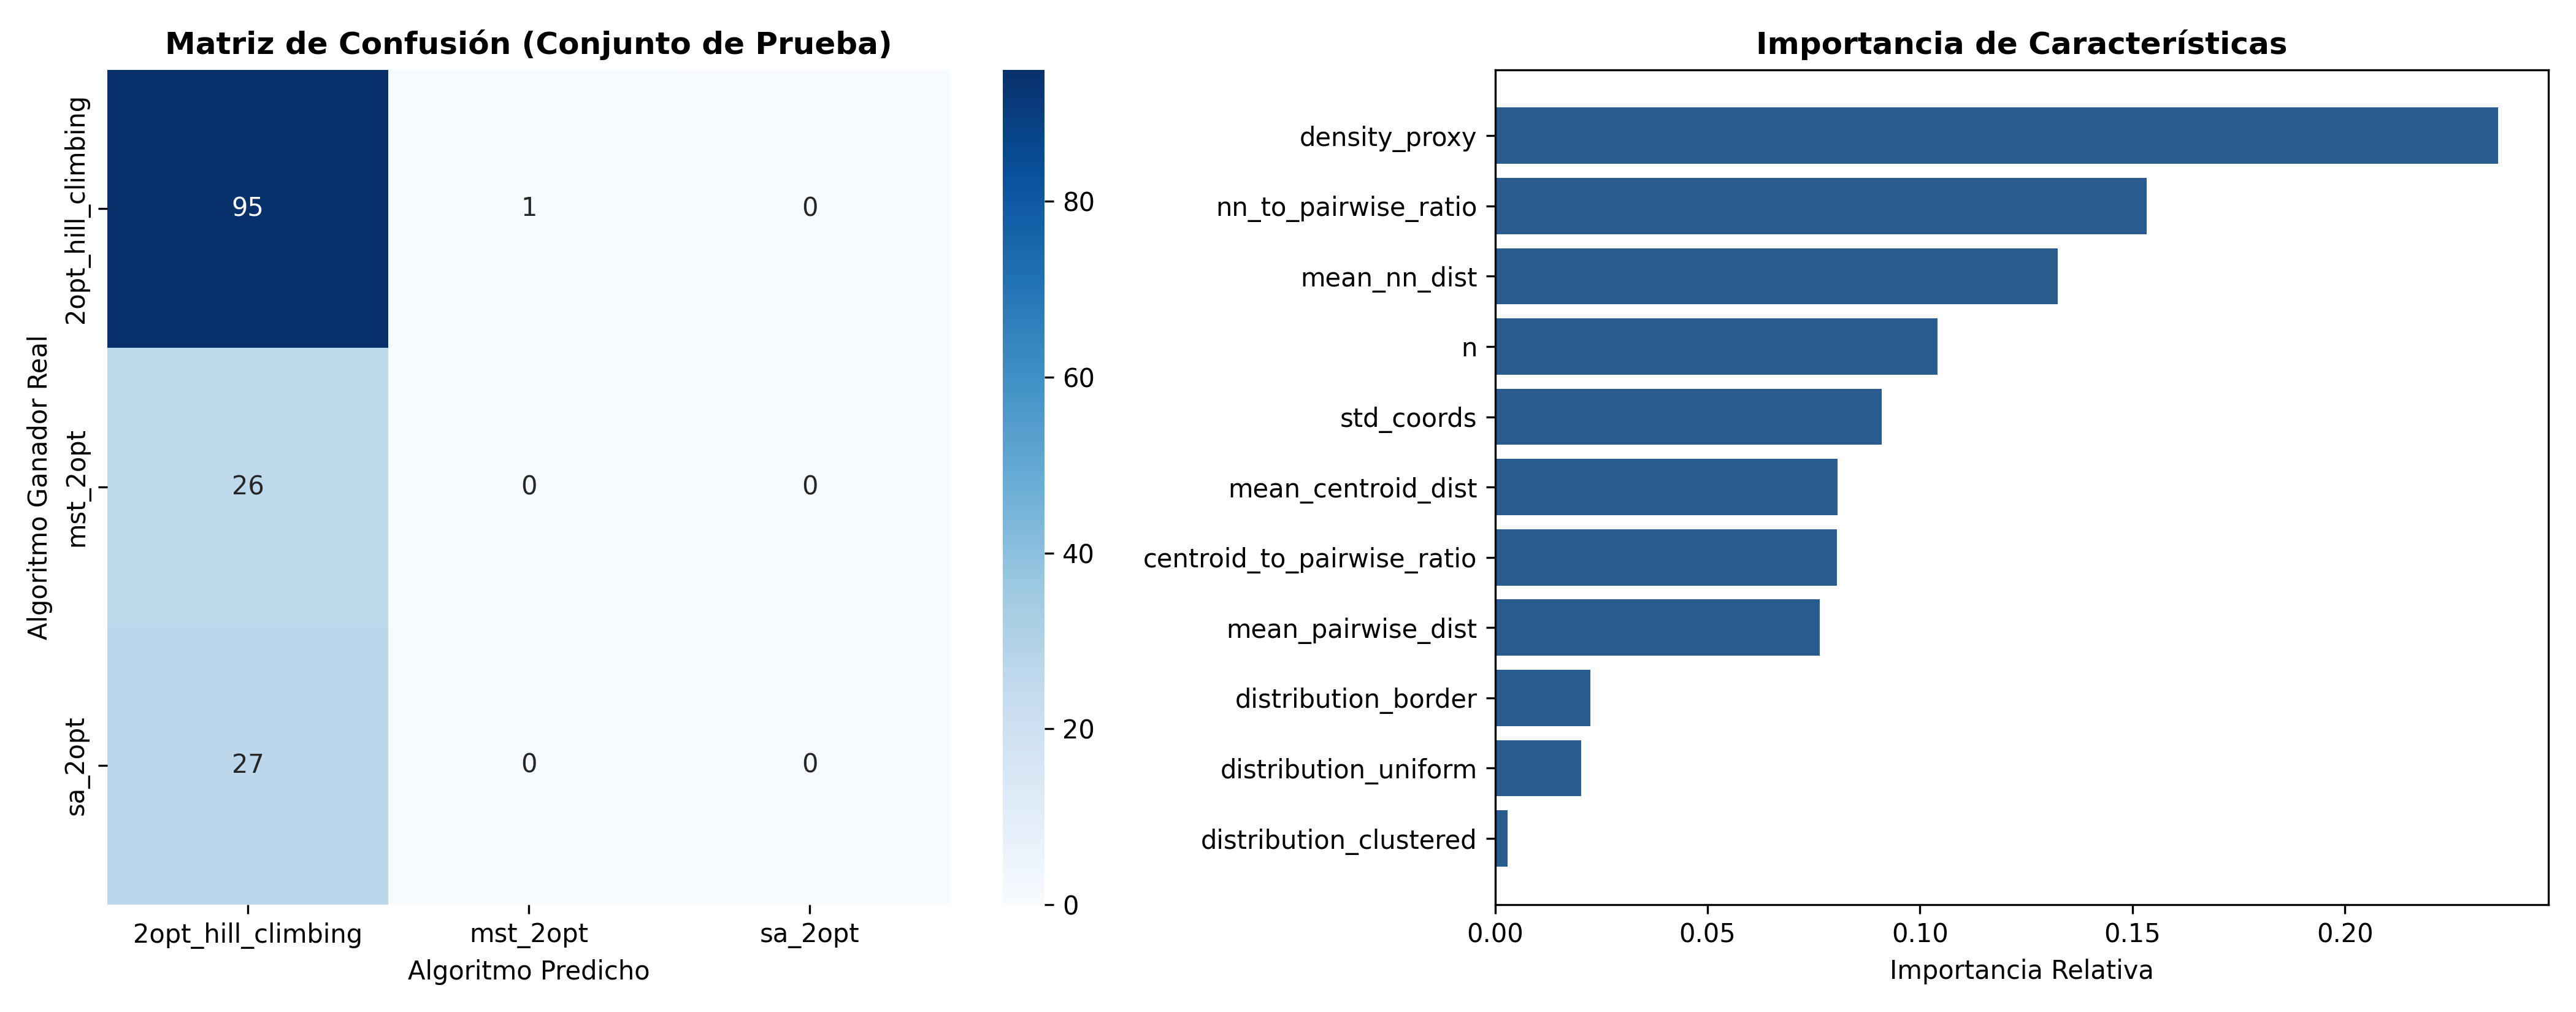 Matriz de Confusión (Conjunto de Prueba)
Algoritmo Ganador Real
2opt_hill_climbing
mst_2opt
sa_2opt
95 1 0
26 0 0
27 0 0
2opt_hill_climbing mst_2opt sa_2opt
Algoritmo Predicho
80
60
40
20
0
Importancia de Características
density_proxy
nn_to_pairwise_ratio
mean_nn_dist
n
std_coords
mean_centroid_dist
centroid_to_pairwise_ratio
mean_pairwise_dist
distribution_border
distribution_uniform
distribution_clustered
0.00 0.05 0.10 0.15 0.20
Importancia Relativa